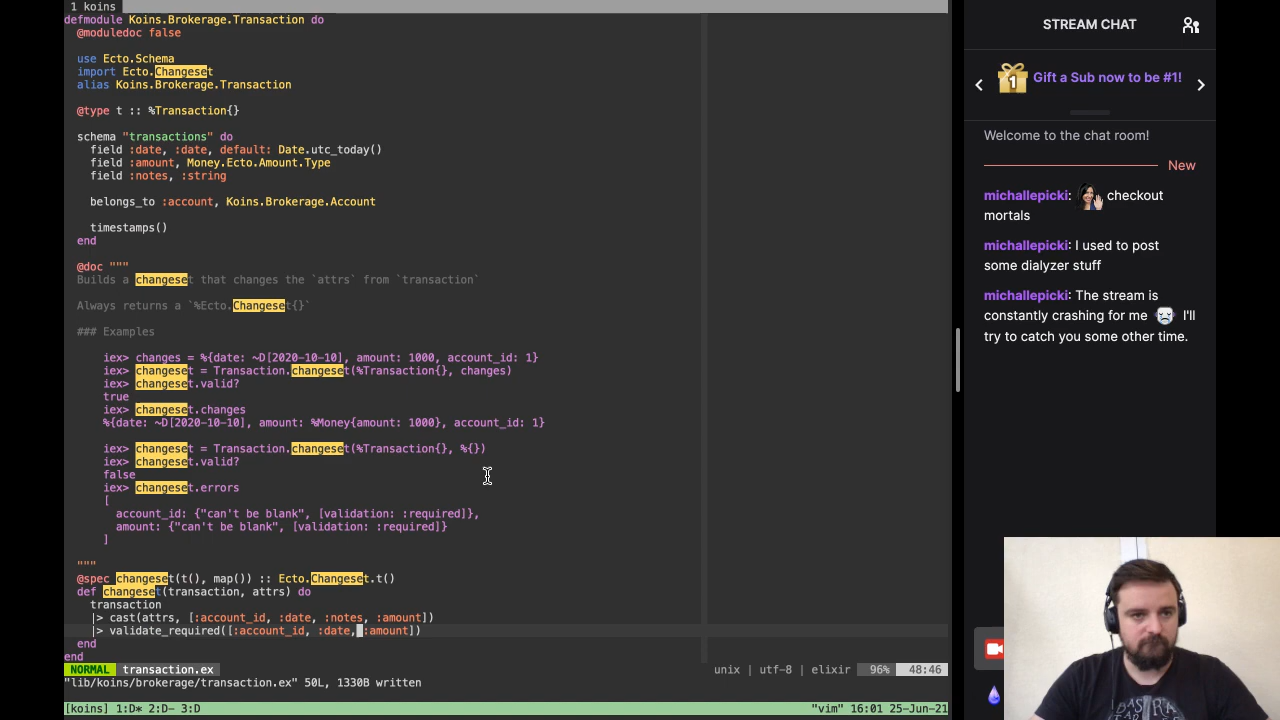 1 koins
defmodule Koins.Brokerage.Transaction do
@moduledoc false
use Ecto.Schema
import Ecto.Changeset
alias Koins.Brokerage.Transaction
@type t :: %Transaction{}
schema "transactions" do
field :date, :date, default: Date.utc_today()
field :amount, Money.Ecto.Amount.Type
field :notes, :string
belongs_to :account, Koins.Brokerage.Account
timestamps()
end
@doc """
Builds a changeset that changes the `attrs` from `transaction`
Always returns a `%Ecto.Changeset{}`
### Examples
iex> changes = %{date: ~D[2020-10-10], amount: 1000, account_id: 1}
iex> changeset = Transaction.changeset(%Transaction{}, changes)
iex> changeset.valid?
true
iex> changeset.changes
%{date: ~D[2020-10-10], amount: %Money{amount: 1000}, account_id: 1}
iex> changeset = Transaction.changeset(%Transaction{}, %{})
iex> changeset.valid?
false
iex> changeset.errors
[
account_id: {"can't be blank", [validation: :required]},
amount: {"can't be blank", [validation: :required]}
]
"""
@spec changeset(t(), map()) :: Ecto.Changeset.t()
def changeset(transaction, attrs) do
transaction
|> cast(attrs, [:account_id, :date, :notes, :amount])
|> validate_required([:account_id, :date, :amount])
end
end
NORMAL transaction.ex unix | utf-8 | elixir 96% 48:46
"lib/koins/brokerage/transaction.ex" 50L, 1330B written
[koins] 1:D* 2:D- 3:D "vim" 16:01 25-Jun-21
STREAM CHAT
1 Gift a Sub now to be #1!
Welcome to the chat room!
New
michallepicki: checkout
mortals
michallepicki: I used to post
some dialyzer stuff
michallepicki: The stream is
constantly crashing for me I'll
try to catch you some other time.